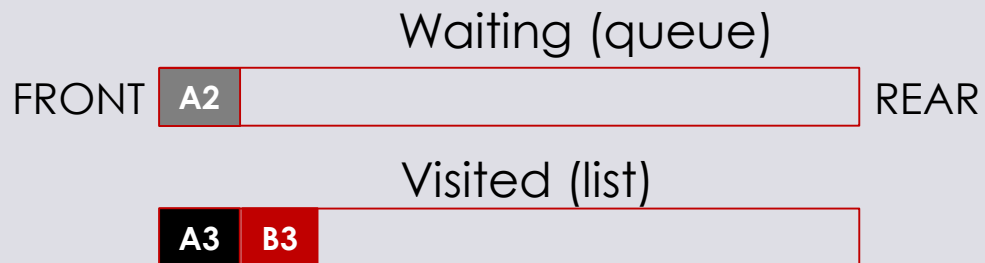 Waiting (queue)
FRONT A2 REAR
Visited (list)
A3 B3